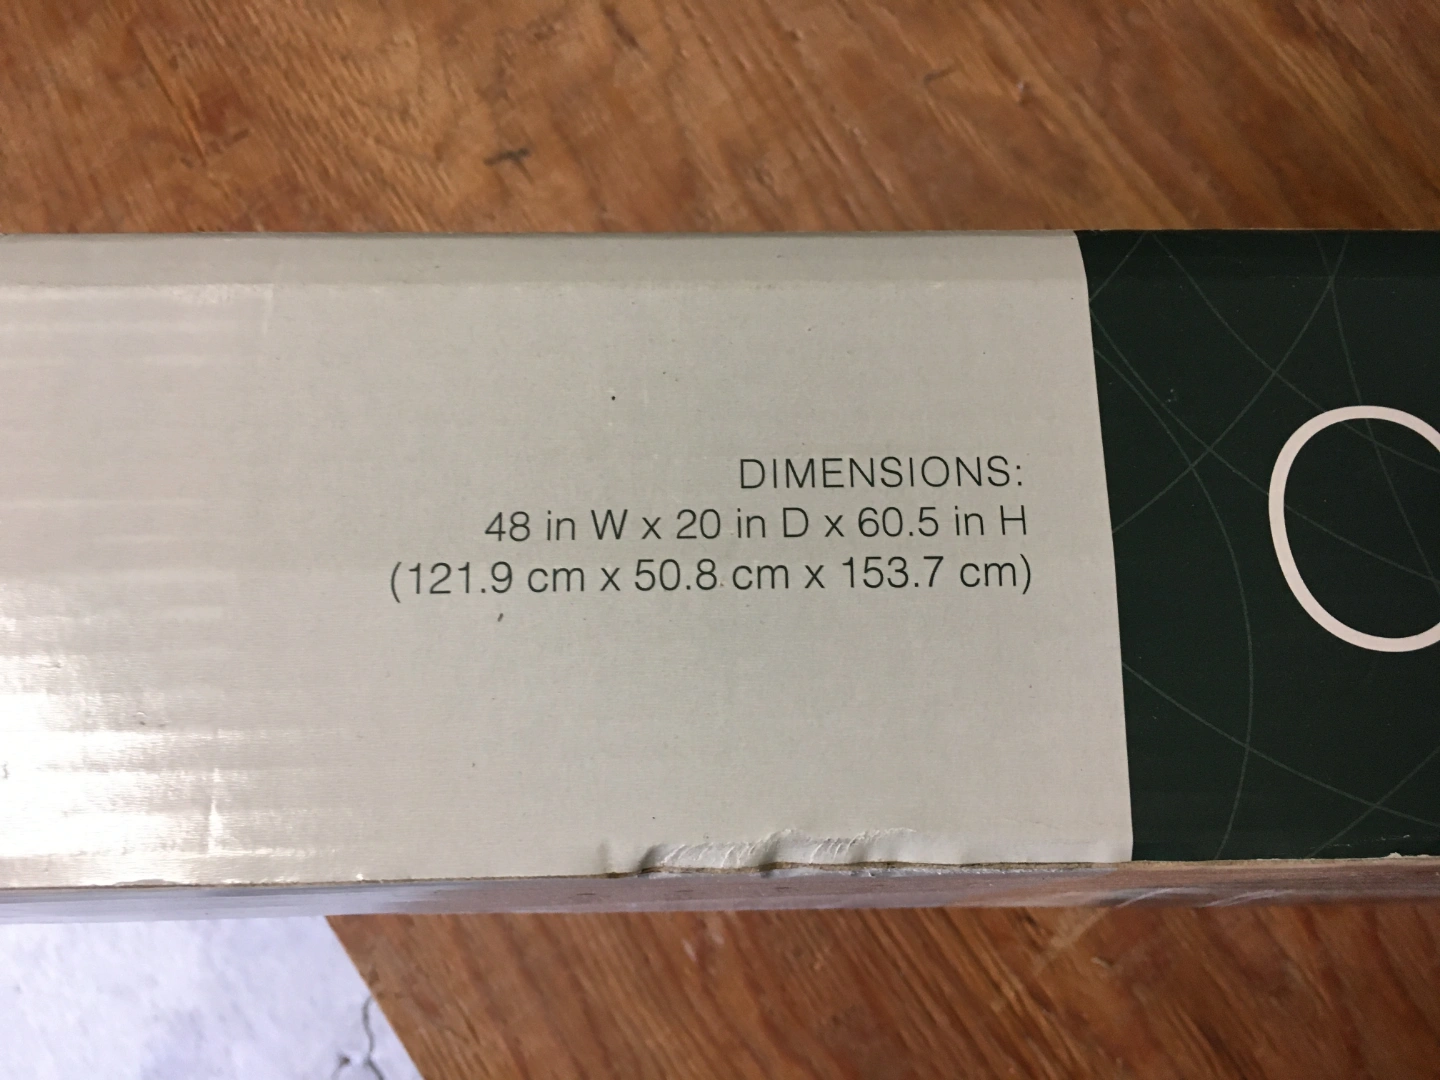 DIMENSIONS:
48 in W x 20 in D x 60.5 in H
(121.9 cm x 50.8 cm x 153.7 cm)